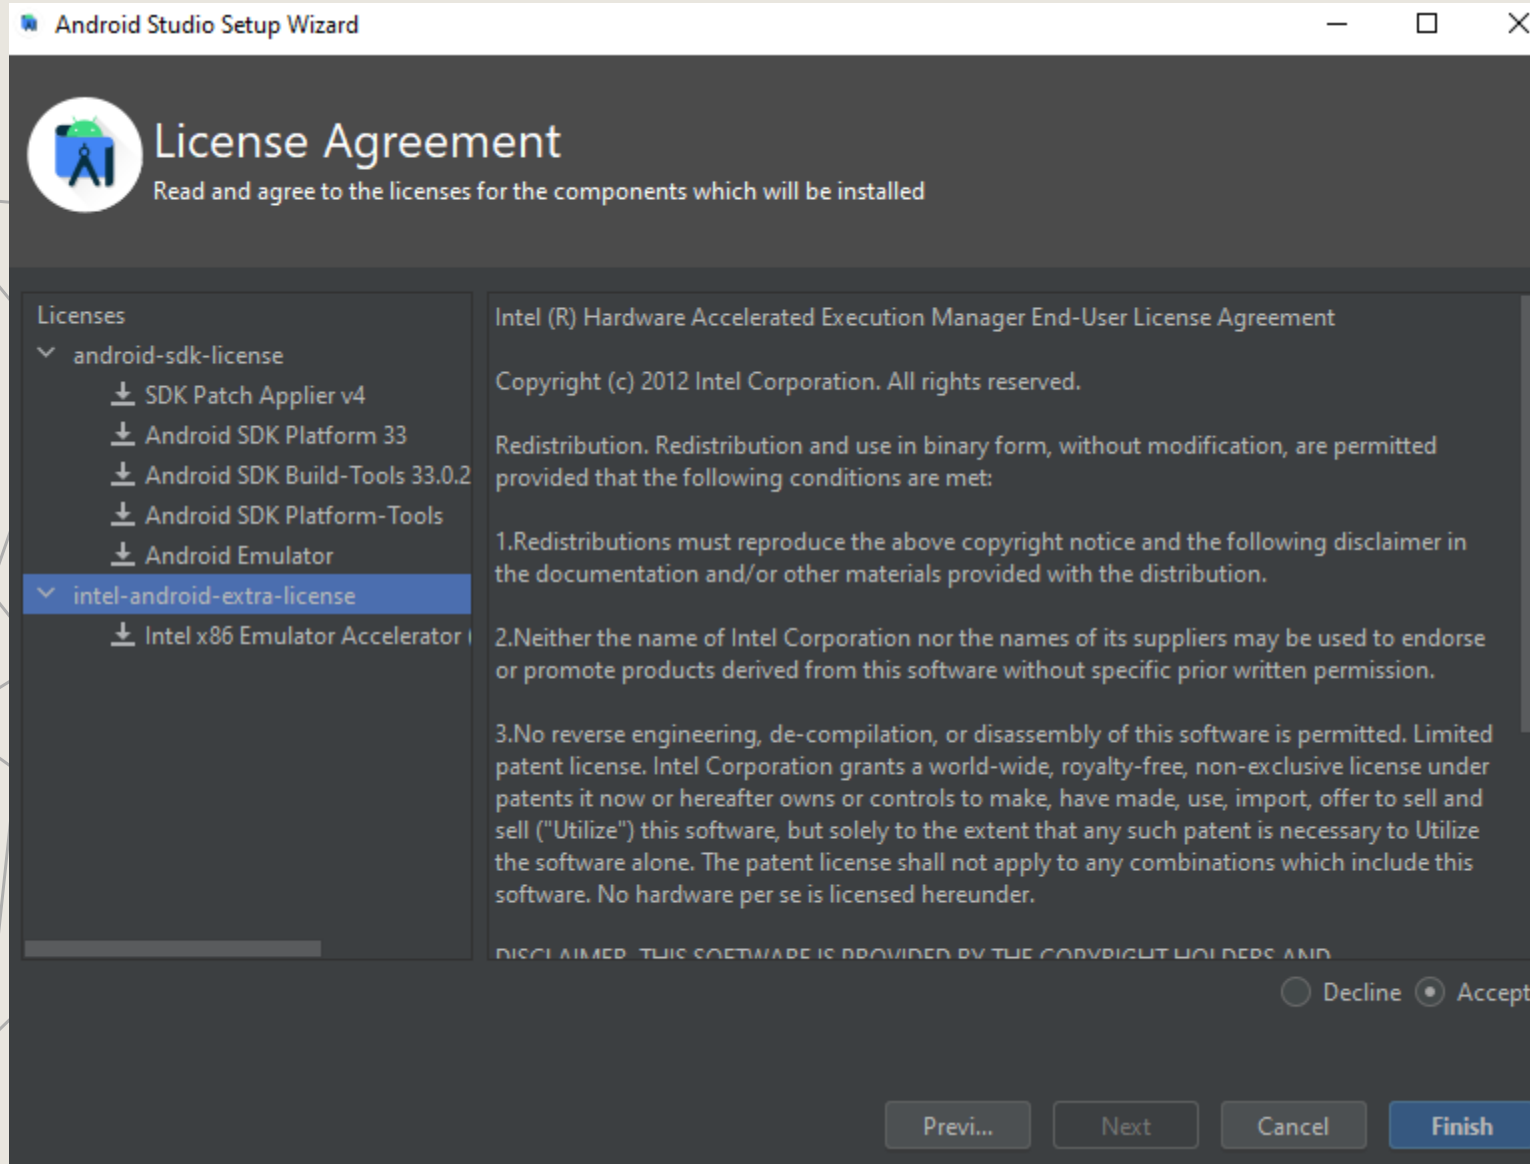 Android Studio Setup Wizard
License Agreement
Read and agree to the licenses for the components which will be installed
Licenses
android-sdk-license
SDK Patch Applier v4
Android SDK Platform 33
Android SDK Build-Tools 33.0.2
Android SDK Platform-Tools
Android Emulator
intel-android-extra-license
Intel x86 Emulator Accelerator (
Intel (R) Hardware Accelerated Execution Manager End-User License Agreement
Copyright (c) 2012 Intel Corporation. All rights reserved.
Redistribution. Redistribution and use in binary form, without modification, are permitted
provided that the following conditions are met:
1.Redistributions must reproduce the above copyright notice and the following disclaimer in
the documentation and/or other materials provided with the distribution.
2.Neither the name of Intel Corporation nor the names of its suppliers may be used to endorse
or promote products derived from this software without specific prior written permission.
3.No reverse engineering, de-compilation, or disassembly of this software is permitted. Limited
patent license. Intel Corporation grants a world-wide, royalty-free, non-exclusive license under
patents it now or hereafter owns or controls to make, have made, use, import, offer to sell and
sell ("Utilize") this software, but solely to the extent that any such patent is necessary to Utilize
the software alone. The patent license shall not apply to any combinations which include this
software. No hardware per se is licensed hereunder.
DISCLAIMER. THIS SOFTWARE IS PROVIDED BY THE COPYRIGHT HOLDERS AND
Decline
Accept
Previ...
Next
Cancel
Finish